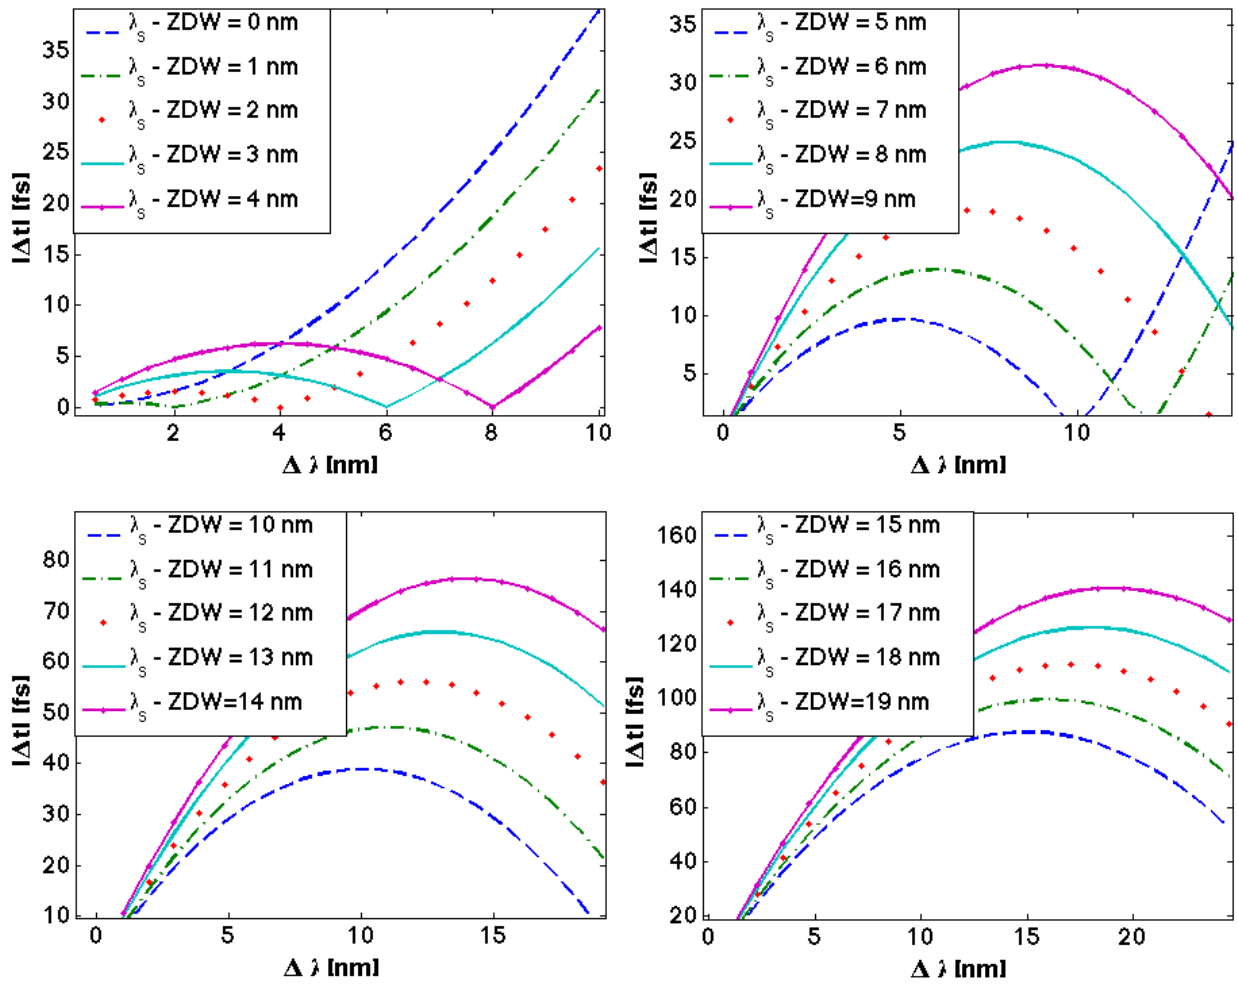 λS - ZDW = 0 nm
λS - ZDW = 1 nm
λS - ZDW = 2 nm
λS - ZDW = 3 nm
λS - ZDW = 4 nm
|Δt| [fs]
35
30
25
20
15
10
5
0
2
4
6
8
10
Δ λ [nm]
λS - ZDW = 5 nm
λS - ZDW = 6 nm
λS - ZDW = 7 nm
λS - ZDW = 8 nm
λS - ZDW=9 nm
|Δt| [fs]
35
30
25
20
15
10
5
0
5
10
Δ λ [nm]
λS - ZDW = 10 nm
λS - ZDW = 11 nm
λS - ZDW = 12 nm
λS - ZDW = 13 nm
λS - ZDW=14 nm
|Δt| [fs]
80
70
60
50
40
30
20
10
0
5
10
15
Δ λ [nm]
λS - ZDW = 15 nm
λS - ZDW = 16 nm
λS - ZDW = 17 nm
λS - ZDW = 18 nm
λS - ZDW=19 nm
|Δt| [fs]
160
140
120
100
80
60
40
20
0
5
10
15
20
Δ λ [nm]